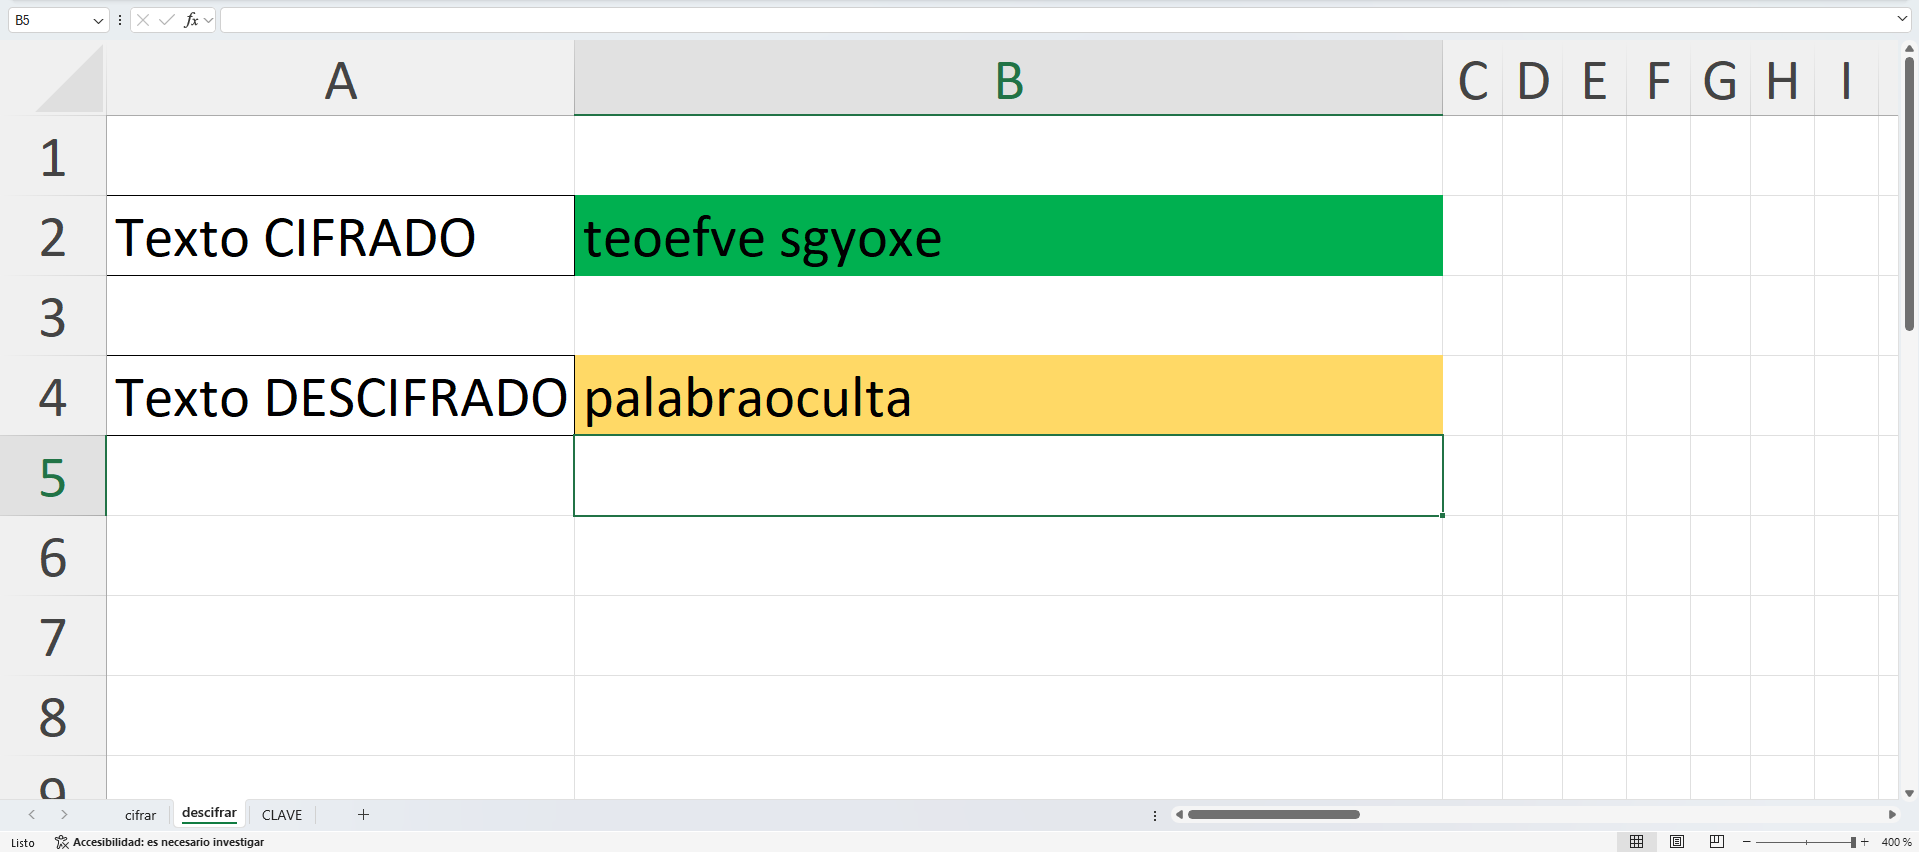 B5 fx
A B C D E F G H I
1
2 Texto CIFRADO teoefve sgyoxe
3
4 Texto DESCIFRADO palabraoculta
5
6
7
8
9
cifrar descifrar CLAVE +
Listo Accesibilidad: es necesario investigar − + 400 %